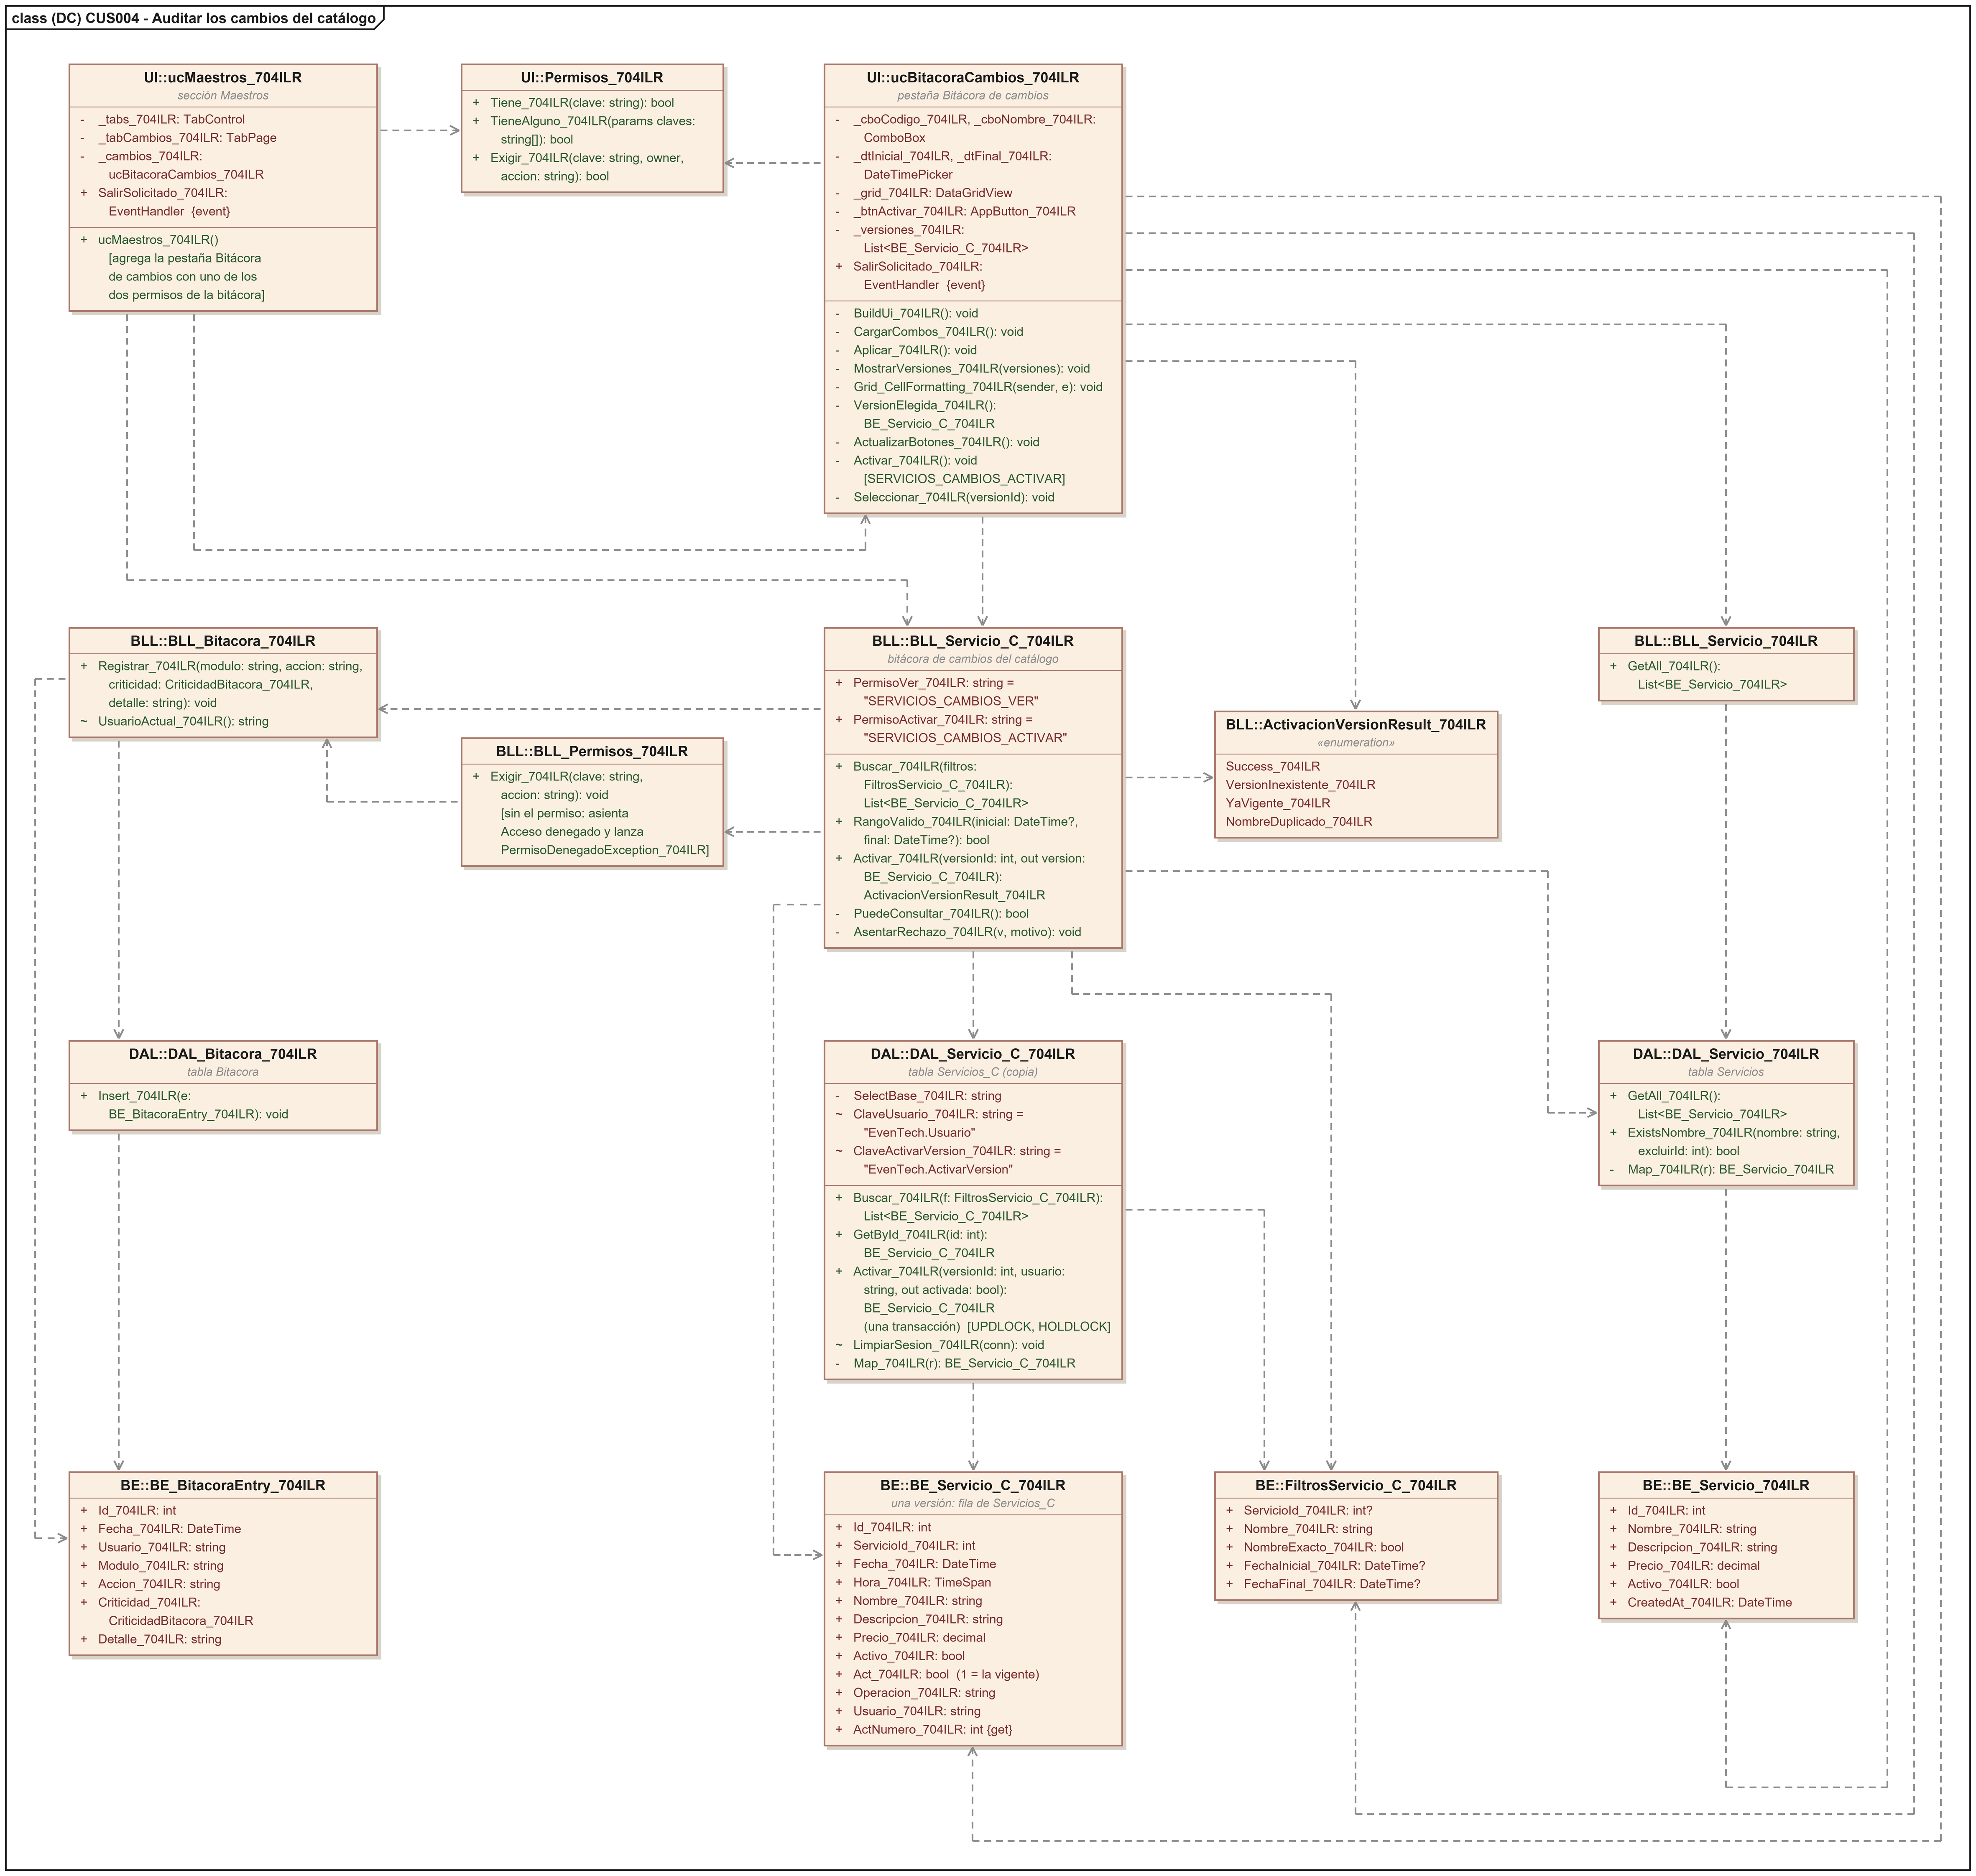 class (DC) CUS004 - Auditar los cambios del catálogo
UI::ucMaestros_704ILR
sección Maestros
- _tabs_704ILR: TabControl
- _tabCambios_704ILR: TabPage
- _cambios_704ILR:
ucBitacoraCambios_704ILR
+ SalirSolicitado_704ILR:
EventHandler {event}
+ ucMaestros_704ILR()
[agrega la pestaña Bitácora
de cambios con uno de los
dos permisos de la bitácora]
UI::Permisos_704ILR
+ Tiene_704ILR(clave: string): bool
+ TieneAlguno_704ILR(params claves:
string[]): bool
+ Exigir_704ILR(clave: string, owner,
accion: string): bool
UI::ucBitacoraCambios_704ILR
pestaña Bitácora de cambios
- _cboCodigo_704ILR, _cboNombre_704ILR:
ComboBox
- _dtInicial_704ILR, _dtFinal_704ILR:
DateTimePicker
- _grid_704ILR: DataGridView
- _btnActivar_704ILR: AppButton_704ILR
- _versiones_704ILR:
List<BE_Servicio_C_704ILR>
+ SalirSolicitado_704ILR:
EventHandler {event}
- BuildUi_704ILR(): void
- CargarCombos_704ILR(): void
- Aplicar_704ILR(): void
- MostrarVersiones_704ILR(versiones): void
- Grid_CellFormatting_704ILR(sender, e): void
- VersionElegida_704ILR():
BE_Servicio_C_704ILR
- ActualizarBotones_704ILR(): void
- Activar_704ILR(): void
[SERVICIOS_CAMBIOS_ACTIVAR]
- Seleccionar_704ILR(versionId): void
BLL::BLL_Bitacora_704ILR
+ Registrar_704ILR(modulo: string, accion: string,
criticidad: CriticidadBitacora_704ILR,
detalle: string): void
~ UsuarioActual_704ILR(): string
BLL::BLL_Permisos_704ILR
+ Exigir_704ILR(clave: string,
accion: string): void
[sin el permiso: asienta
Acceso denegado y lanza
PermisoDenegadoException_704ILR]
BLL::BLL_Servicio_C_704ILR
bitácora de cambios del catálogo
+ PermisoVer_704ILR: string =
"SERVICIOS_CAMBIOS_VER"
+ PermisoActivar_704ILR: string =
"SERVICIOS_CAMBIOS_ACTIVAR"
+ Buscar_704ILR(filtros:
FiltrosServicio_C_704ILR):
List<BE_Servicio_C_704ILR>
+ RangoValido_704ILR(inicial: DateTime?,
final: DateTime?): bool
+ Activar_704ILR(versionId: int, out version:
BE_Servicio_C_704ILR):
ActivacionVersionResult_704ILR
- PuedeConsultar_704ILR(): bool
- AsentarRechazo_704ILR(v, motivo): void
BLL::ActivacionVersionResult_704ILR
«enumeration»
Success_704ILR
VersionInexistente_704ILR
YaVigente_704ILR
NombreDuplicado_704ILR
BLL::BLL_Servicio_704ILR
+ GetAll_704ILR():
List<BE_Servicio_704ILR>
DAL::DAL_Bitacora_704ILR
tabla Bitacora
+ Insert_704ILR(e:
BE_BitacoraEntry_704ILR): void
DAL::DAL_Servicio_C_704ILR
tabla Servicios_C (copia)
- SelectBase_704ILR: string
~ ClaveUsuario_704ILR: string =
"EvenTech.Usuario"
~ ClaveActivarVersion_704ILR: string =
"EvenTech.ActivarVersion"
+ Buscar_704ILR(f: FiltrosServicio_C_704ILR):
List<BE_Servicio_C_704ILR>
+ GetById_704ILR(id: int):
BE_Servicio_C_704ILR
+ Activar_704ILR(versionId: int, usuario:
string, out activada: bool):
BE_Servicio_C_704ILR
(una transacción) [UPDLOCK, HOLDLOCK]
~ LimpiarSesion_704ILR(conn): void
- Map_704ILR(r): BE_Servicio_C_704ILR
DAL::DAL_Servicio_704ILR
tabla Servicios
+ GetAll_704ILR():
List<BE_Servicio_704ILR>
+ ExistsNombre_704ILR(nombre: string,
excluirId: int): bool
- Map_704ILR(r): BE_Servicio_704ILR
BE::BE_BitacoraEntry_704ILR
+ Id_704ILR: int
+ Fecha_704ILR: DateTime
+ Usuario_704ILR: string
+ Modulo_704ILR: string
+ Accion_704ILR: string
+ Criticidad_704ILR:
CriticidadBitacora_704ILR
+ Detalle_704ILR: string
BE::BE_Servicio_C_704ILR
una versión: fila de Servicios_C
+ Id_704ILR: int
+ ServicioId_704ILR: int
+ Fecha_704ILR: DateTime
+ Hora_704ILR: TimeSpan
+ Nombre_704ILR: string
+ Descripcion_704ILR: string
+ Precio_704ILR: decimal
+ Activo_704ILR: bool
+ Act_704ILR: bool (1 = la vigente)
+ Operacion_704ILR: string
+ Usuario_704ILR: string
+ ActNumero_704ILR: int {get}
BE::FiltrosServicio_C_704ILR
+ ServicioId_704ILR: int?
+ Nombre_704ILR: string
+ NombreExacto_704ILR: bool
+ FechaInicial_704ILR: DateTime?
+ FechaFinal_704ILR: DateTime?
BE::BE_Servicio_704ILR
+ Id_704ILR: int
+ Nombre_704ILR: string
+ Descripcion_704ILR: string
+ Precio_704ILR: decimal
+ Activo_704ILR: bool
+ CreatedAt_704ILR: DateTime